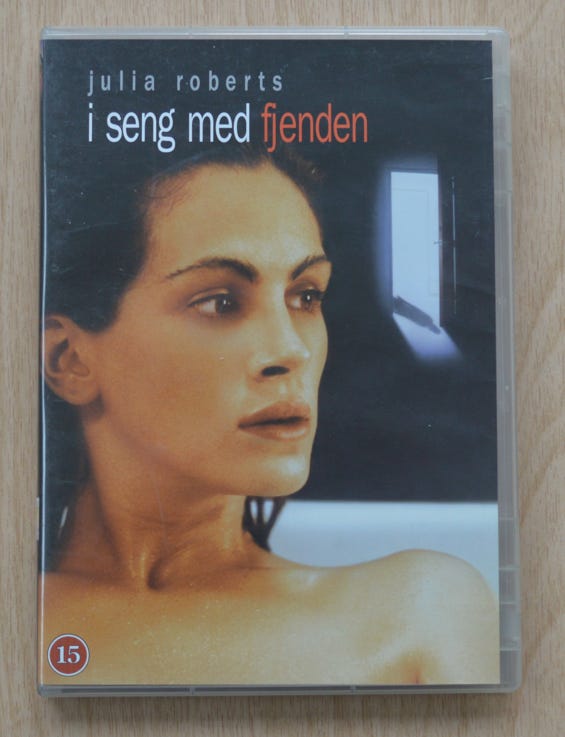 julia roberts
i seng med fjenden
15